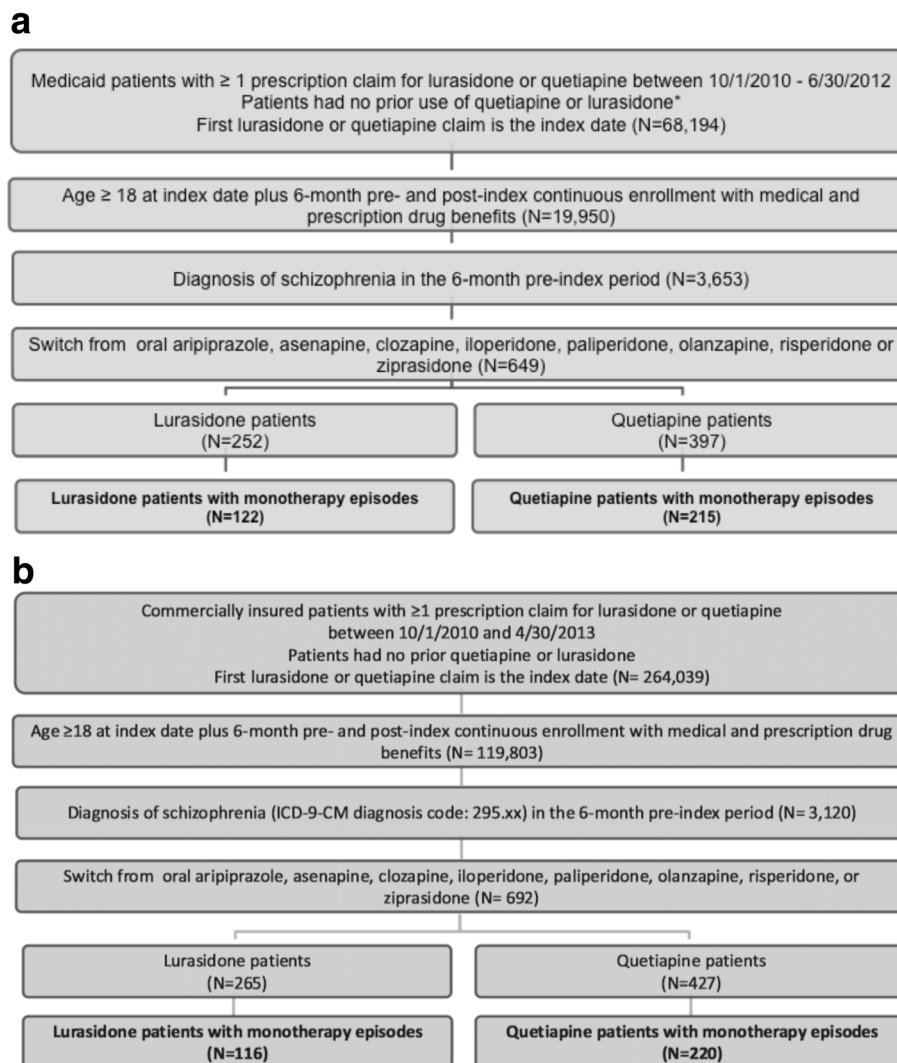 a
Medicaid patients with ≥ 1 prescription claim for lurasidone or quetiapine between 10/1/2010 - 6/30/2012
Patients had no prior use of quetiapine or lurasidone*
First lurasidone or quetiapine claim is the index date (N=68,194)
Age ≥ 18 at index date plus 6-month pre- and post-index continuous enrollment with medical and
prescription drug benefits (N=19,950)
Diagnosis of schizophrenia in the 6-month pre-index period (N=3,653)
Switch from oral aripiprazole, asenapine, clozapine, iloperidone, paliperidone, olanzapine, risperidone or
ziprasidone (N=649)
Lurasidone patients
(N=252)
Quetiapine patients
(N=397)
Lurasidone patients with monotherapy episodes
(N=122)
Quetiapine patients with monotherapy episodes
(N=215)
b
Commercially insured patients with ≥1 prescription claim for lurasidone or quetiapine
between 10/1/2010 and 4/30/2013
Patients had no prior quetiapine or lurasidone
First lurasidone or quetiapine claim is the index date (N= 264,039)
Age ≥18 at index date plus 6-month pre- and post-index continuous enrollment with medical and prescription drug
benefits (N= 119,803)
Diagnosis of schizophrenia (ICD-9-CM diagnosis code: 295.xx) in the 6-month pre-index period (N= 3,120)
Switch from oral aripiprazole, asenapine, clozapine, iloperidone, paliperidone, olanzapine, risperidone, or
ziprasidone (N= 692)
Lurasidone patients
(N=265)
Quetiapine patients
(N=427)
Lurasidone patients with monotherapy episodes
(N=116)
Quetiapine patients with monotherapy episodes
(N=220)